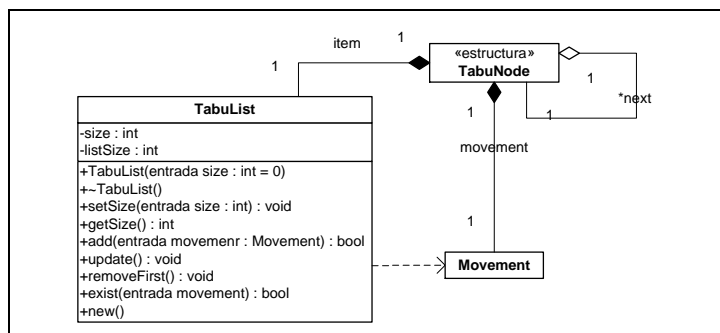 item
1
1
«estructura»
TabuNode
1
1
*next
TabuList
-size : int
-listSize : int
+TabuList(entrada size : int = 0)
+~TabuList()
+setSize(entrada size : int) : void
+getSize() : int
+add(entrada movemenr : Movement) : bool
+update() : void
+removeFirst() : void
+exist(entrada movement) : bool
+new()
1
movement
1
Movement